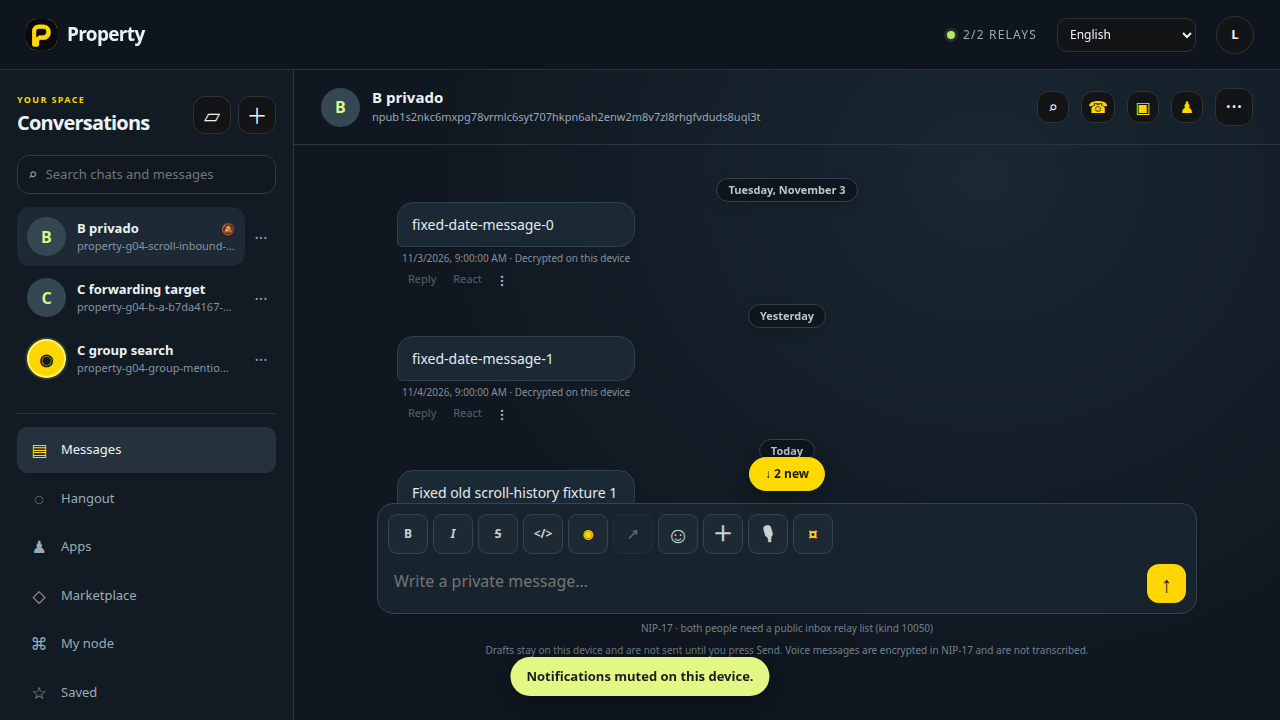 Property
2/2 RELAYS
English
L
YOUR SPACE
Conversations
Search chats and messages
B
B privado
property-g04-scroll-inbound-...
C
C forwarding target
property-g04-b-a-b7da4167-...
C group search
property-g04-group-mentio...
Messages
Hangout
Apps
Marketplace
My node
Saved
B
B privado
npub1s2nkc6mxpg78vrmlc6syt707hkpn6ah2enw2m8v7zl8rhgfvduds8uql3t
Tuesday, November 3
fixed-date-message-0
11/3/2026, 9:00:00 AM · Decrypted on this device
Reply React
Yesterday
fixed-date-message-1
11/4/2026, 9:00:00 AM · Decrypted on this device
Reply React
Today
↓ 2 new
Fixed old scroll-history fixture 1
B I S </>
Write a private message...
NIP-17 · both people need a public inbox relay list (kind 10050)
Drafts stay on this device and are not sent until you press Send. Voice messages are encrypted in NIP-17 and are not transcribed.
Notifications muted on this device.